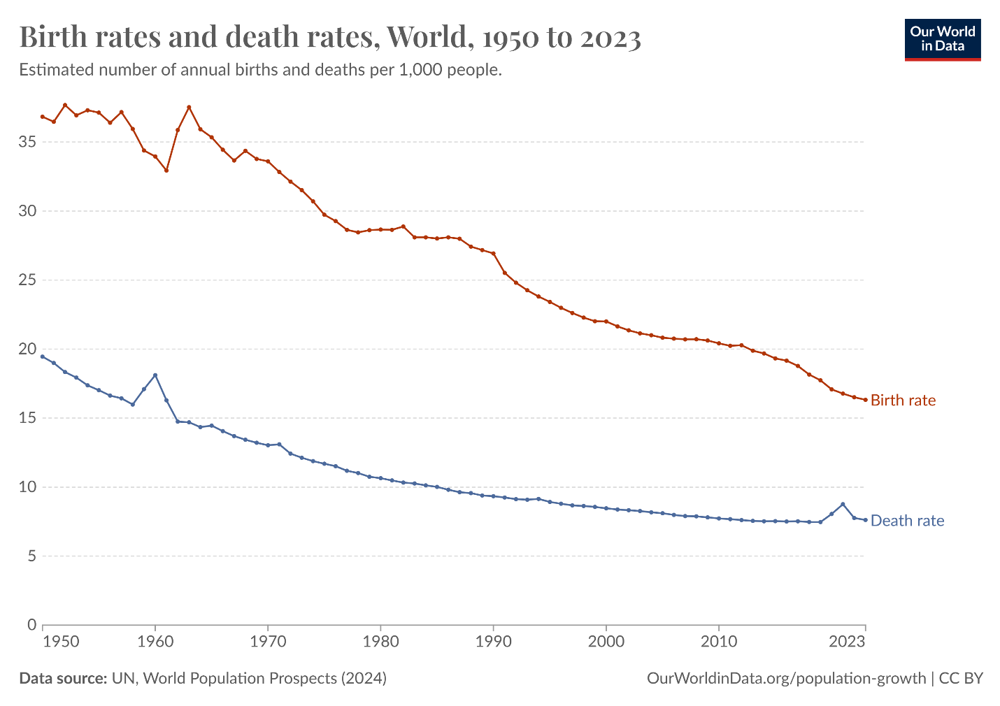 Birth rates and death rates, World, 1950 to 2023
Our World
in Data
Estimated number of annual births and deaths per 1,000 people.
35
30
25
20
15
10
5
0
Birth rate
Death rate
1950 1960 1970 1980 1990 2000 2010 2023
Data source: UN, World Population Prospects (2024)
OurWorldinData.org/population-growth | CC BY